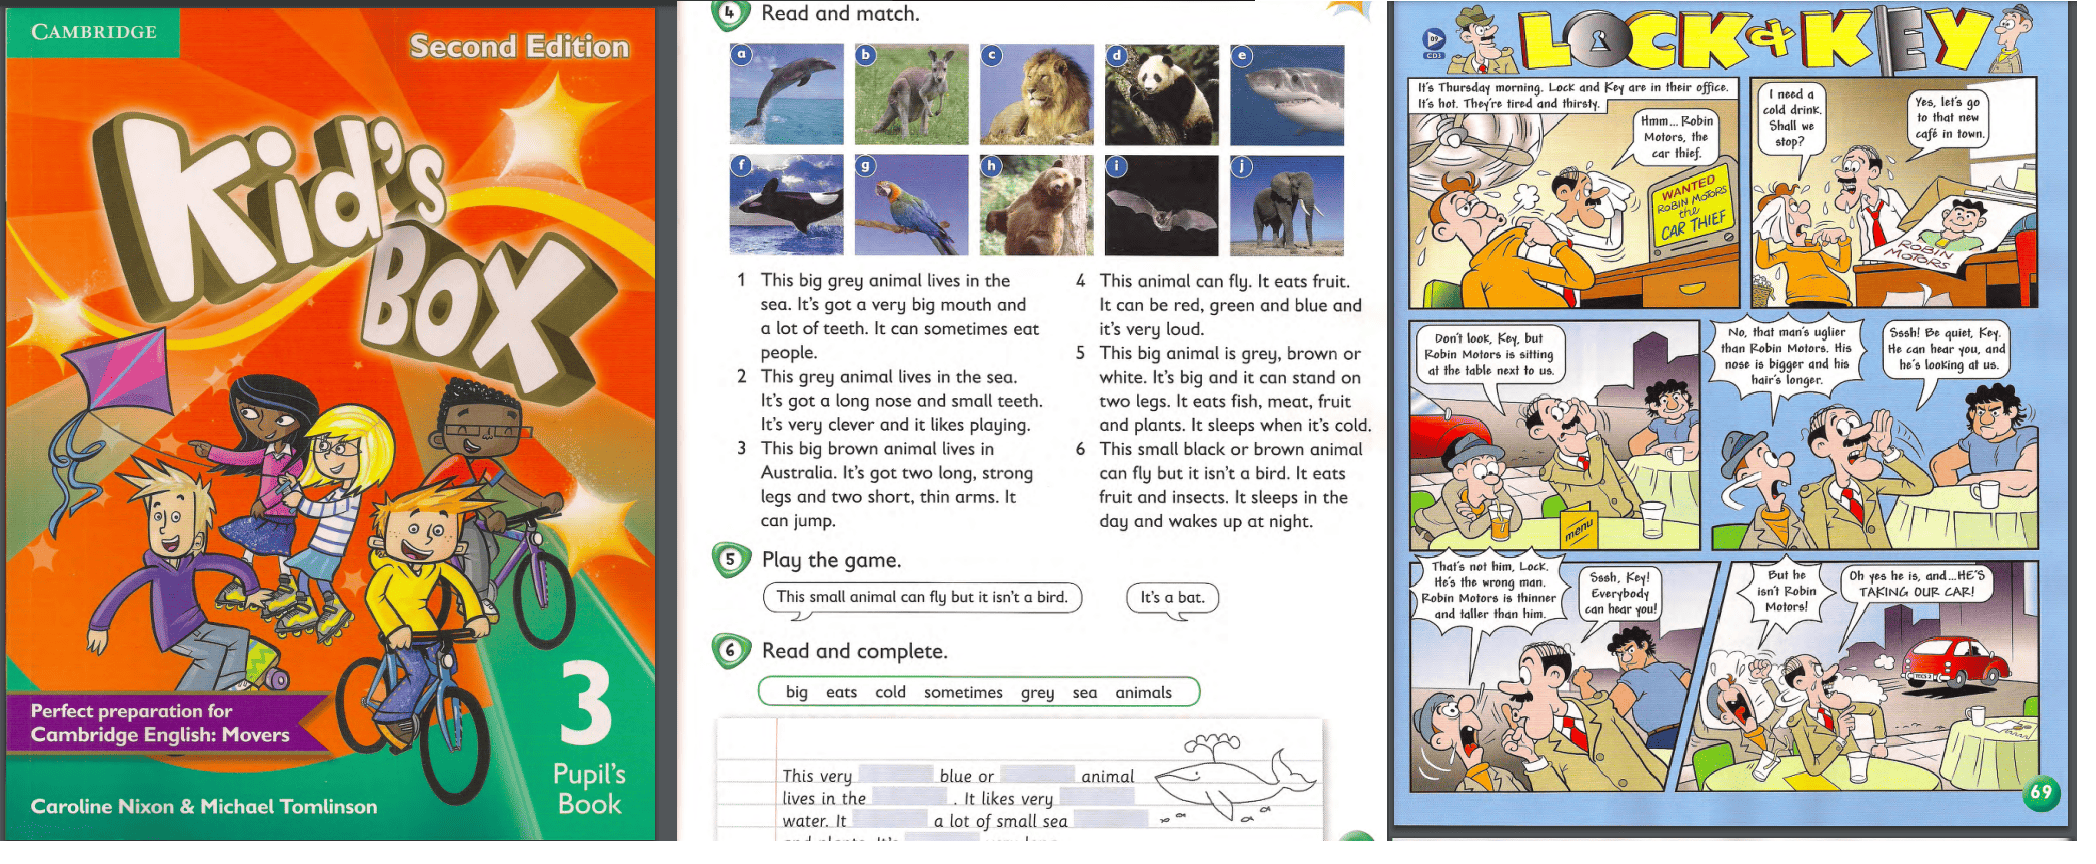 CAMBRIDGE
Second Edition
Kid's
Box
Perfect preparation for
Cambridge English: Movers
3
Pupil's
Book
Caroline Nixon & Michael Tomlinson
4 Read and match.
a
b
c
d
e
f
g
h
i
j
1 This big grey animal lives in the
sea. It's got a very big mouth and
a lot of teeth. It can sometimes eat
people.
2 This grey animal lives in the sea.
It's got a long nose and small teeth.
It's very clever and it likes playing.
3 This big brown animal lives in
Australia. It's got two long, strong
legs and two short, thin arms. It
can jump.
4 This animal can fly. It eats fruit.
It can be red, green and blue and
it's very loud.
5 This big animal is grey, brown or
white. It's big and it can stand on
two legs. It eats fish, meat, fruit
and plants. It sleeps when it's cold.
6 This small black or brown animal
can fly but it isn't a bird. It eats
fruit and insects. It sleeps in the
day and wakes up at night.
5 Play the game.
This small animal can fly but it isn't a bird.
It's a bat.
6 Read and complete.
big eats cold sometimes grey sea animals
This very blue or animal
lives in the . It likes very
water. It a lot of small sea
and plants. It's very long.
LOCK & KEY
09
CD3
It's Thursday morning. Lock and Key are in their office.
It's hot. They're tired and thirsty.
Hmm... Robin
Motors, the
car thief.
WANTED
ROBIN MOTORS
the
CAR THIEF
I need a
cold drink.
Shall we
stop?
Yes, let's go
to that new
café in town.
ROBIN
MOTORS
Don't look, Key, but
Robin Motors is sitting
at the table next to us.
menu
No, that man's uglier
than Robin Motors. His
nose is bigger and his
hair's longer.
Sssh! Be quiet, Key.
He can hear you, and
he's looking at us.
That's not him, Lock.
He's the wrong man.
Robin Motors is thinner
and taller than him.
Sssh, Key!
Everybody
can hear you!
But he
isn't Robin
Motors!
Oh yes he is, and...HE'S
TAKING OUR CAR!
69